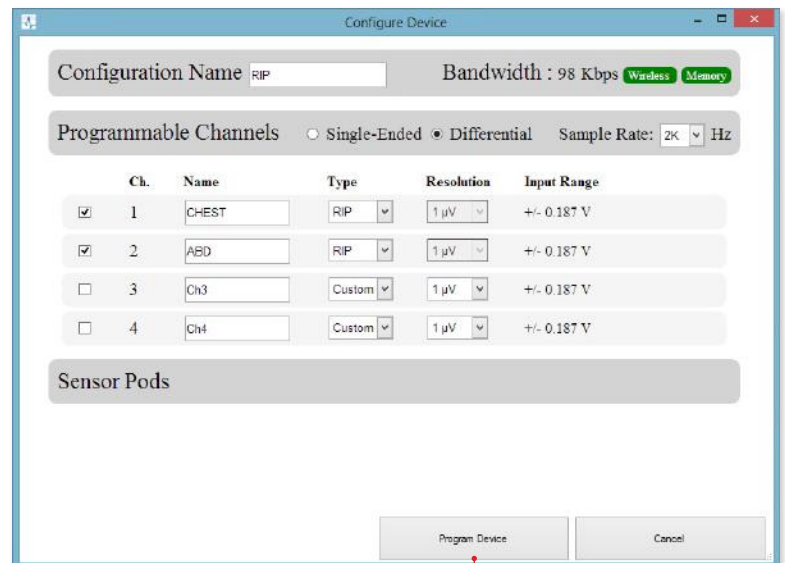 Configure Device
Configuration Name RIP Bandwidth : 98 Kbps Wireless Memory
Programmable Channels Single-Ended Differential Sample Rate: 2K Hz
Ch. Name Type Resolution Input Range
1 CHEST RIP 1 µV +/- 0.187 V
2 ABD RIP 1 µV +/- 0.187 V
3 Ch3 Custom 1 µV +/- 0.187 V
4 Ch4 Custom 1 µV +/- 0.187 V
Sensor Pods
Program Device Cancel